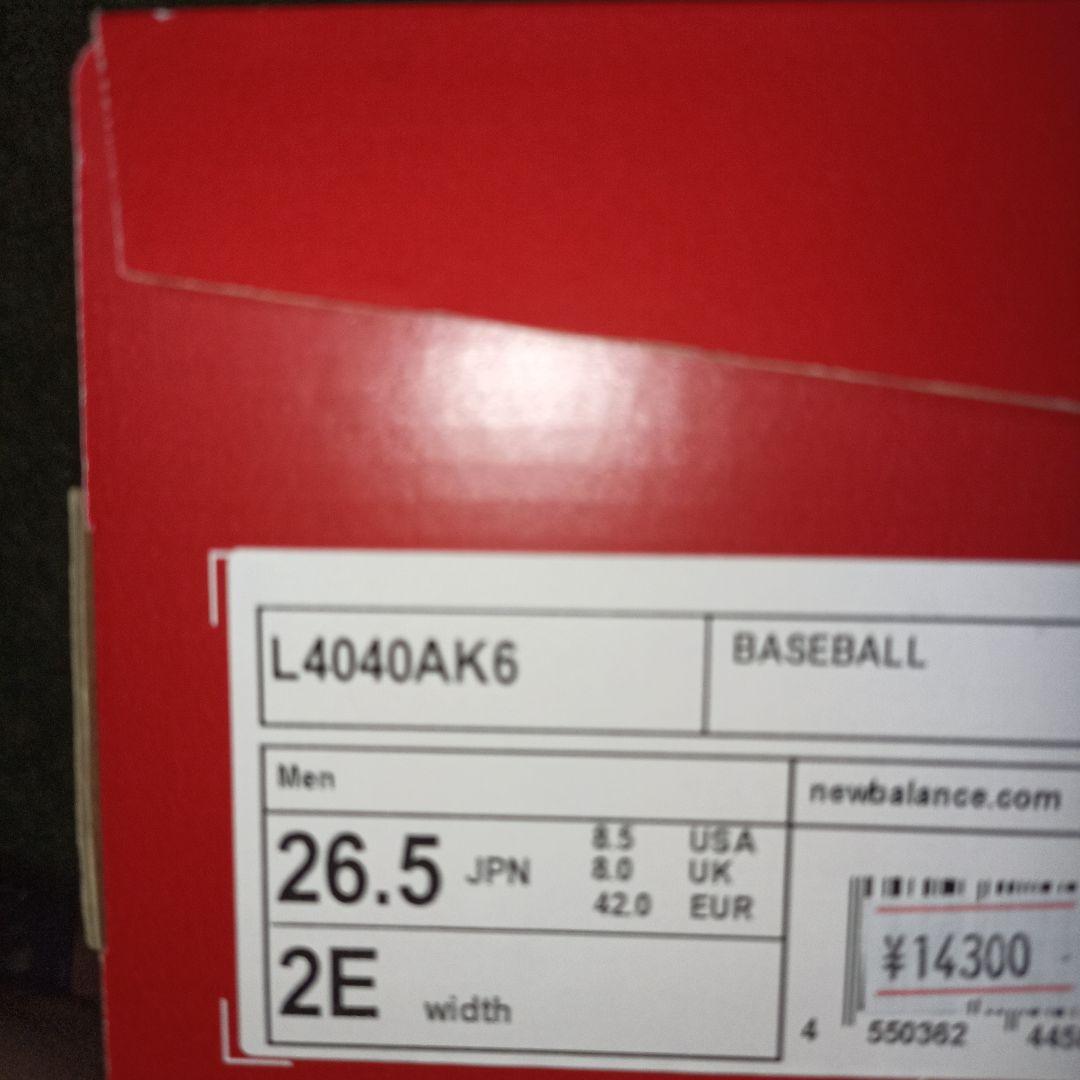 L4040AK6
BASEBALL
Men
newbalance.com
26.5 JPN
8.5 USA
8.0 UK
42.0 EUR
2E width
¥14300
4 550362